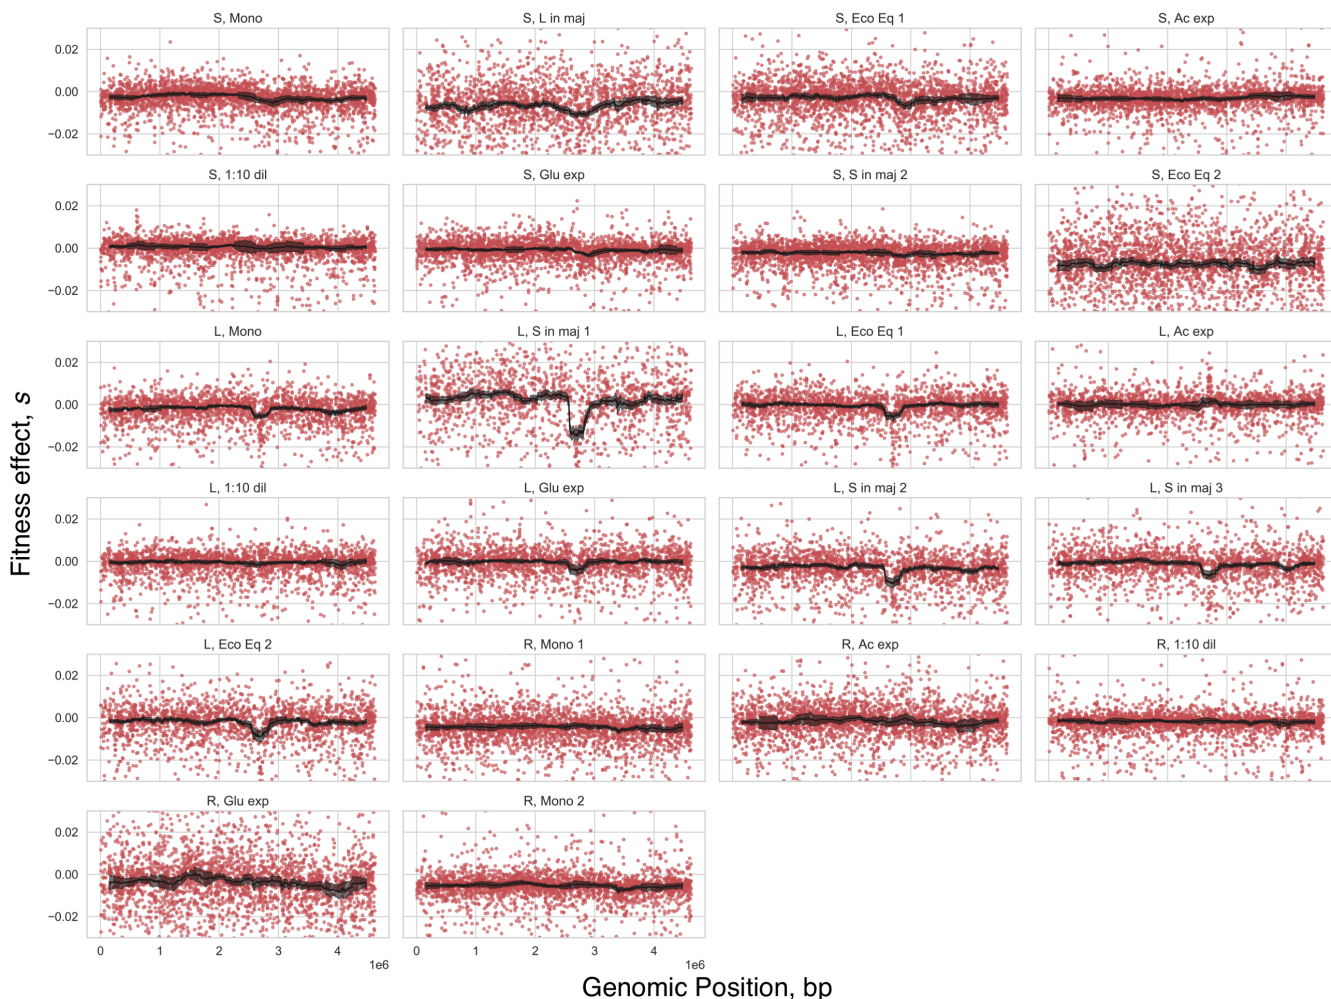 S, Mono
S, L in maj
S, Eco Eq 1
S, Ac exp
0.02
0.00
−0.02
S, 1:10 dil
S, Glu exp
S, S in maj 2
S, Eco Eq 2
0.02
0.00
−0.02
L, Mono
L, S in maj 1
L, Eco Eq 1
L, Ac exp
0.02
0.00
−0.02
L, 1:10 dil
L, Glu exp
L, S in maj 2
L, S in maj 3
0.02
0.00
−0.02
L, Eco Eq 2
R, Mono 1
R, Ac exp
R, 1:10 dil
0.02
0.00
−0.02
R, Glu exp
R, Mono 2
0.02
0.00
−0.02
0 1 2 3 4
1e6
0 1 2 3 4
1e6
Fitness effect, s
Genomic Position, bp